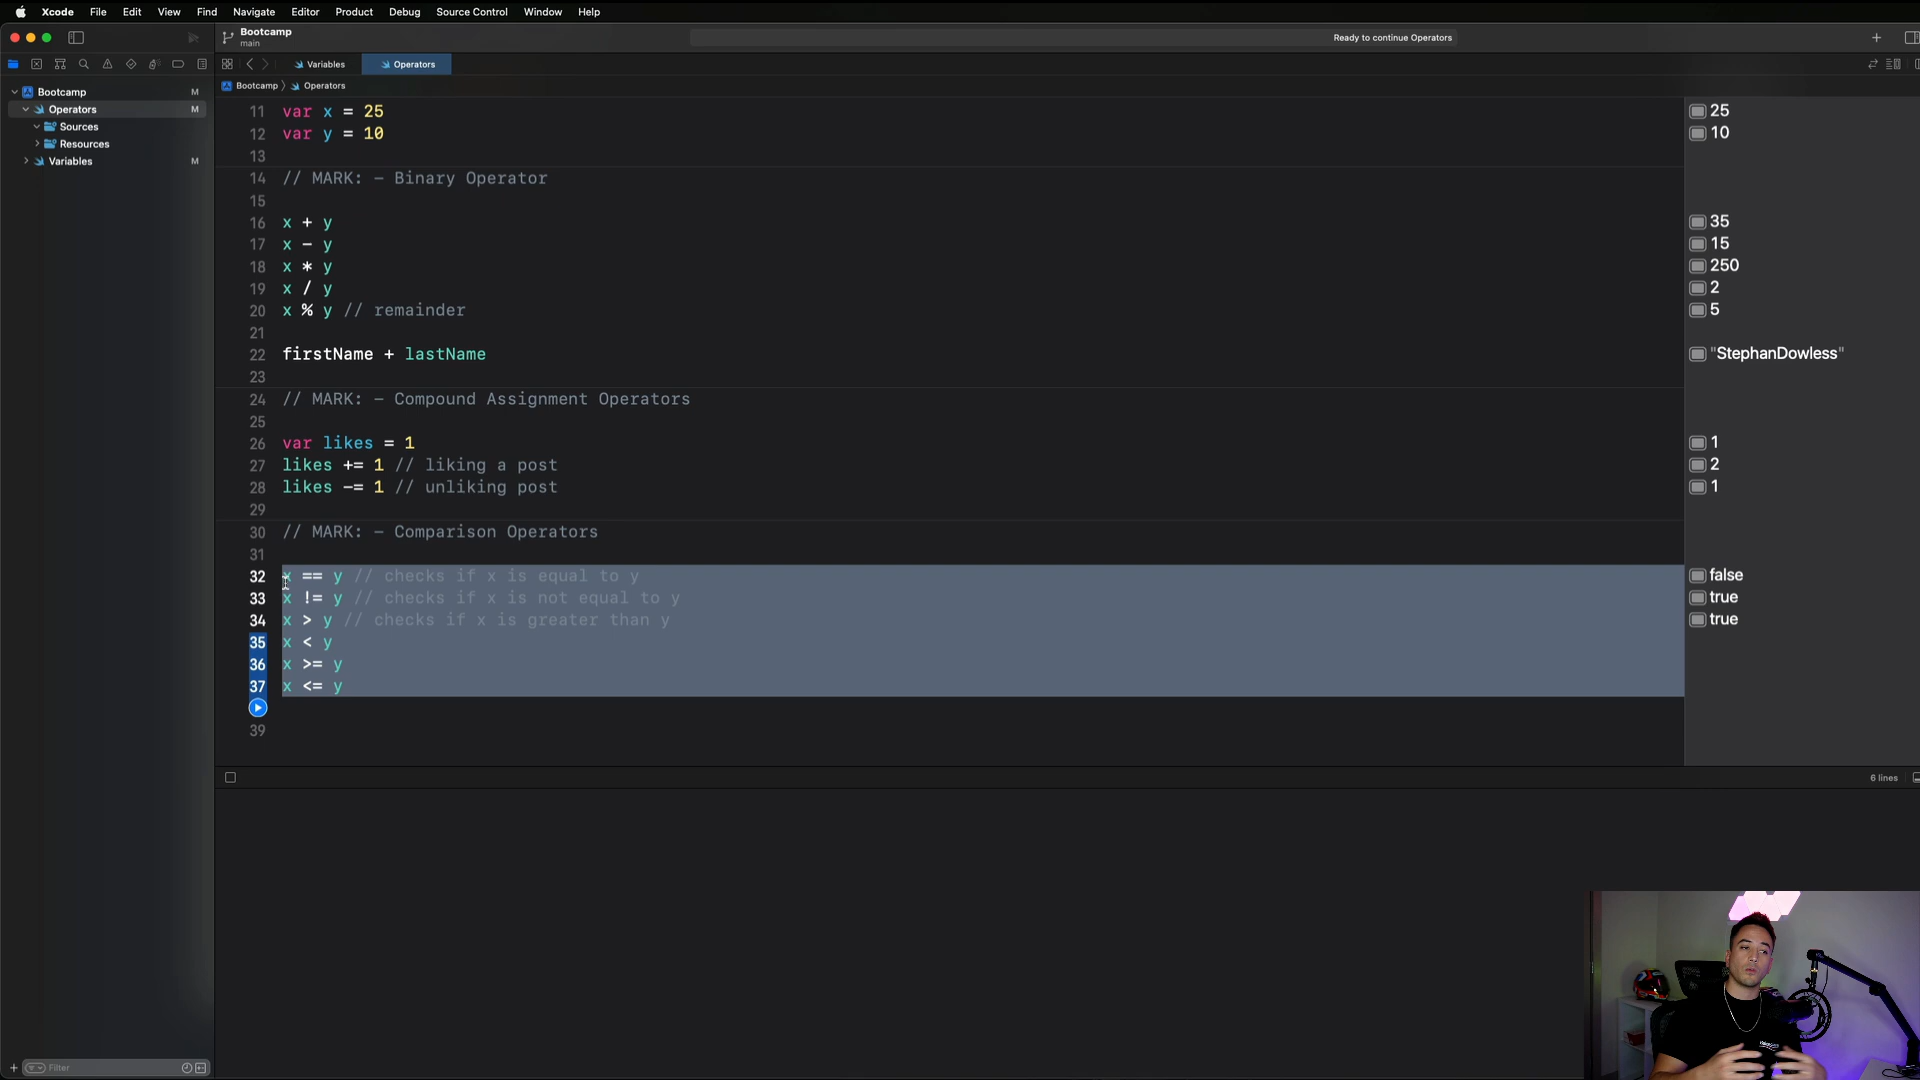 Xcode File Edit View Find Navigate Editor Product Debug Source Control Window Help
Bootcamp
main
Ready to continue Operators
Variables
Operators
Bootcamp
Operators
Bootcamp M
Operators M
Sources
Resources
Variables M
11 var x = 25
25
12 var y = 10
10
13
14 // MARK: - Binary Operator
15
16 x + y
35
17 x - y
15
18 x * y
250
19 x / y
2
20 x % y // remainder
5
21
22 firstName + lastName
"StephanDowless"
23
24 // MARK: - Compound Assignment Operators
25
26 var likes = 1
1
27 likes += 1 // liking a post
2
28 likes -= 1 // unliking post
1
29
30 // MARK: - Comparison Operators
31
32 x == y // checks if x is equal to y
false
33 x != y // checks if x is not equal to y
true
34 x > y // checks if x is greater than y
true
35 x < y
36 x >= y
37 x <= y
39
6 lines
Filter